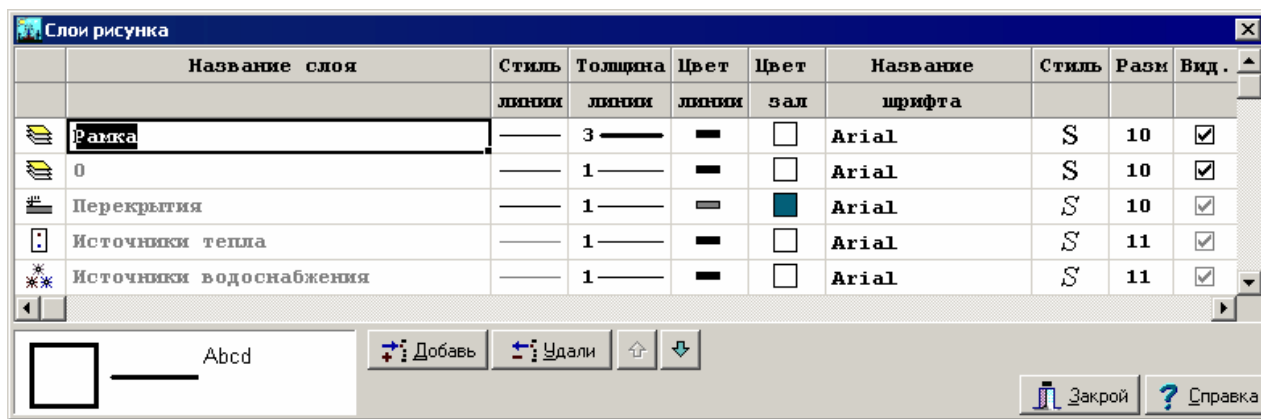 Слои рисунка
Название слоя Стиль Толщина Цвет Цвет Название Стиль Разм Вид.
линии линии линии зал шрифта
Рамка 3 Arial S 10
0 1 Arial S 10
Перекрытия 1 Arial S 10
Источники тепла 1 Arial S 11
Источники водоснабжения 1 Arial S 11
Abcd Добавь Удали
Закрой ? Справка